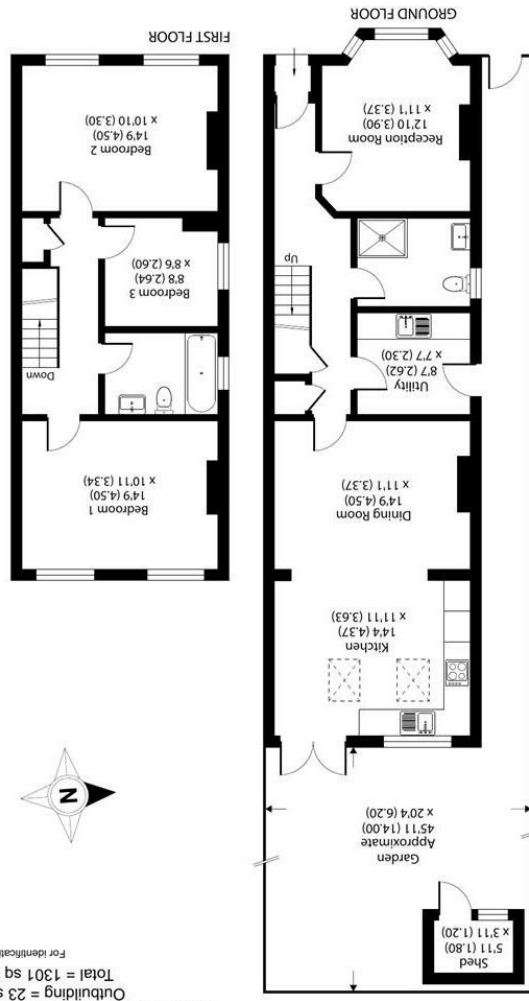 Outbuilding = 23 s
Total = 1301 sq
For identificati
N
Shed
5'11 (1.80)
x 3'11 (1.20)
Garden
Approximate
45'11 (14.00)
x 20'4 (6.20)
Kitchen
14'4 (4.37)
x 11'11 (3.63)
Dining Room
14'9 (4.50)
x 11'1 (3.37)
Utility
8'7 (2.62)
x 7'7 (2.30)
Up
Reception Room
12'10 (3.90)
x 11'1 (3.37)
GROUND FLOOR
Bedroom 1
14'9 (4.50)
x 10'11 (3.34)
Down
Bedroom 3
8'8 (2.64)
x 8'6 (2.60)
Bedroom 2
14'9 (4.50)
x 10'10 (3.30)
FIRST FLOOR